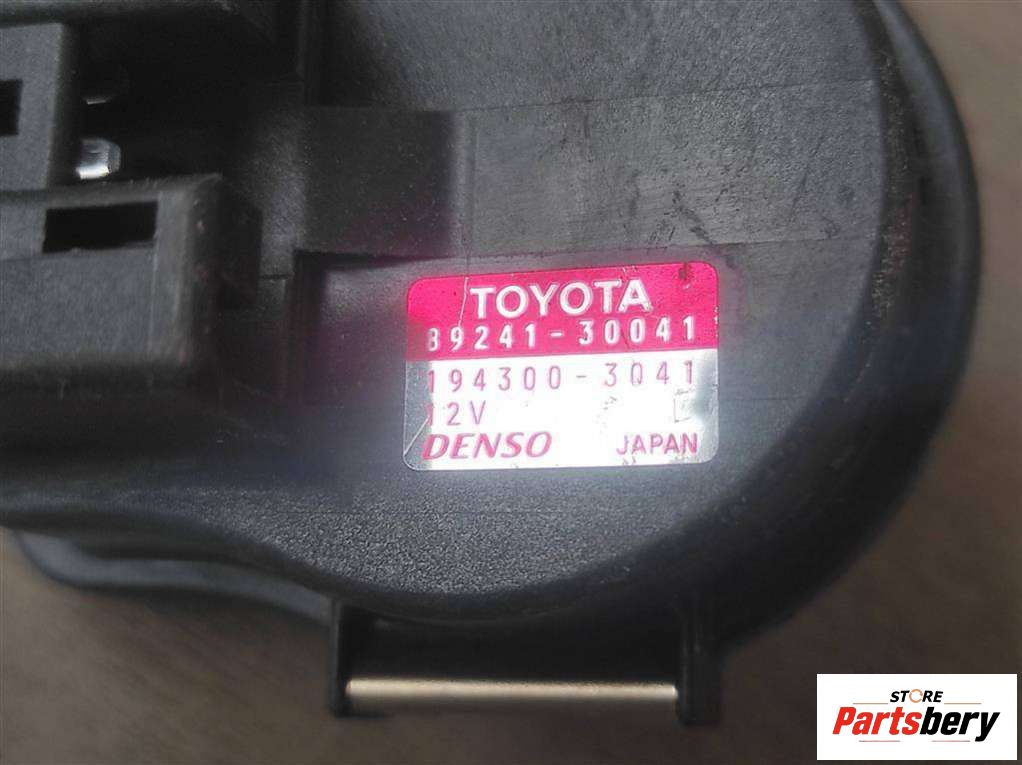 TOYOTA
89241-30041
194300-3041
12V
DENSO JAPAN
STORE
Partsbery